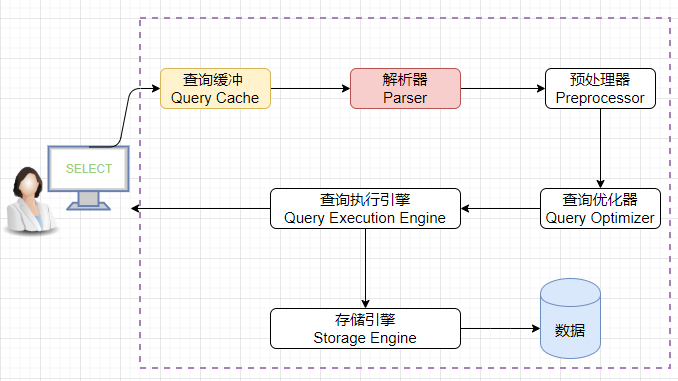 查询缓冲
Query Cache
解析器
Parser
预处理器
Preprocessor
SELECT
查询执行引擎
Query Execution Engine
查询优化器
Query Optimizer
存储引擎
Storage Engine
数据